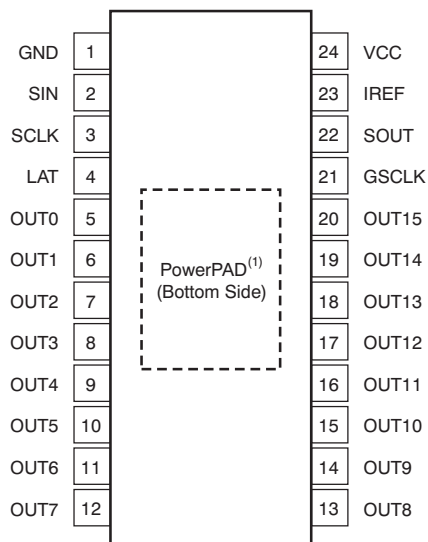 GND 1 24 VCC
SIN 2 23 IREF
SCLK 3 22 SOUT
LAT 4 21 GSCLK
OUT0 5 20 OUT15
OUT1 6 19 OUT14
PowerPAD(1)
(Bottom Side)
OUT2 7 18 OUT13
OUT3 8 17 OUT12
OUT4 9 16 OUT11
OUT5 10 15 OUT10
OUT6 11 14 OUT9
OUT7 12 13 OUT8